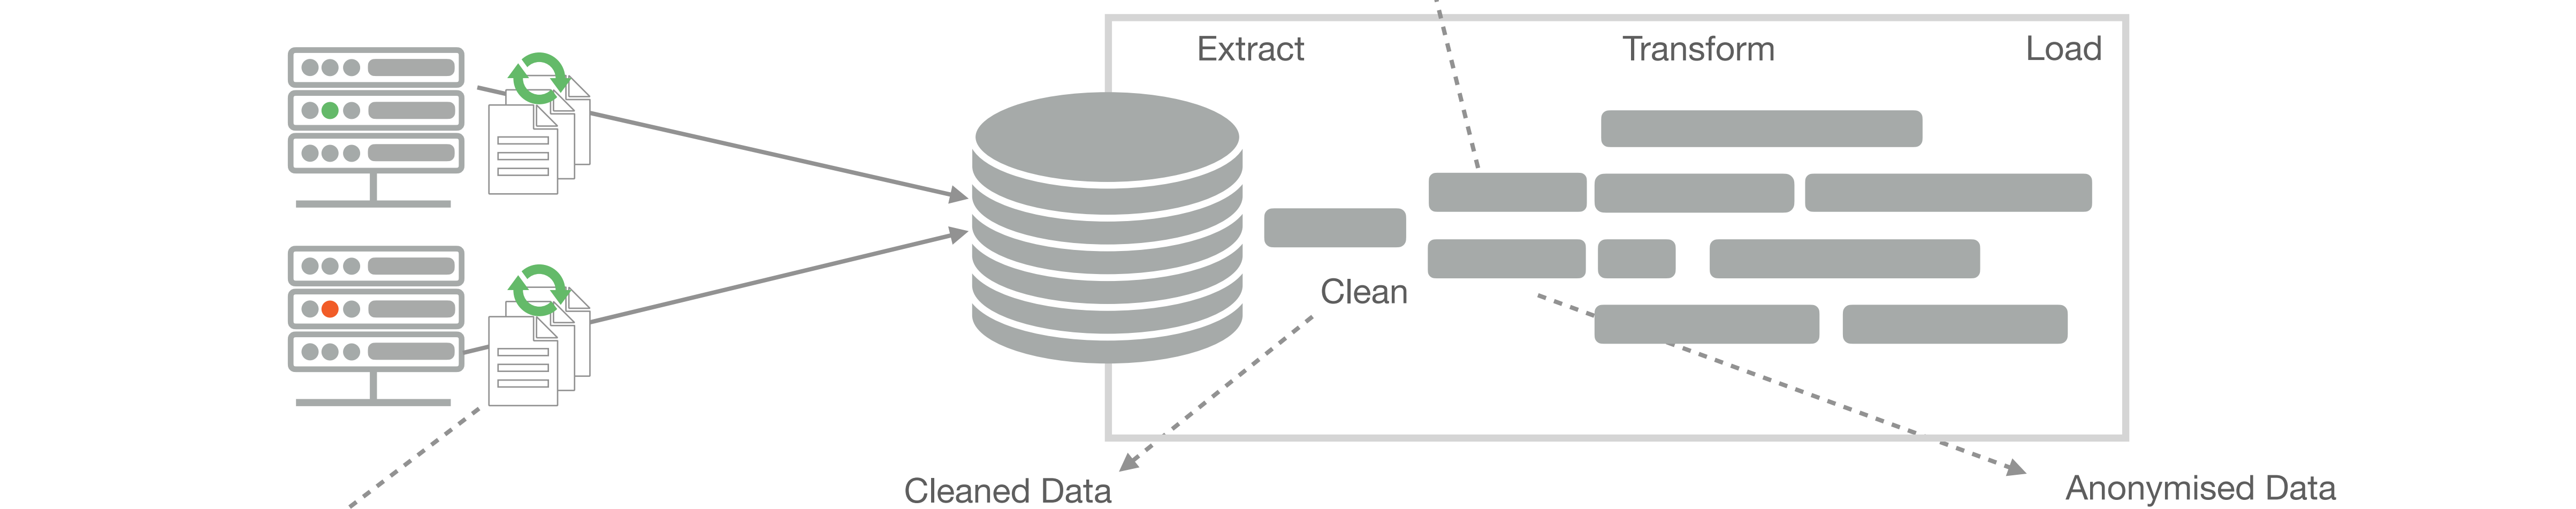 Extract
Transform
Load
Clean
Cleaned Data
Anonymised Data